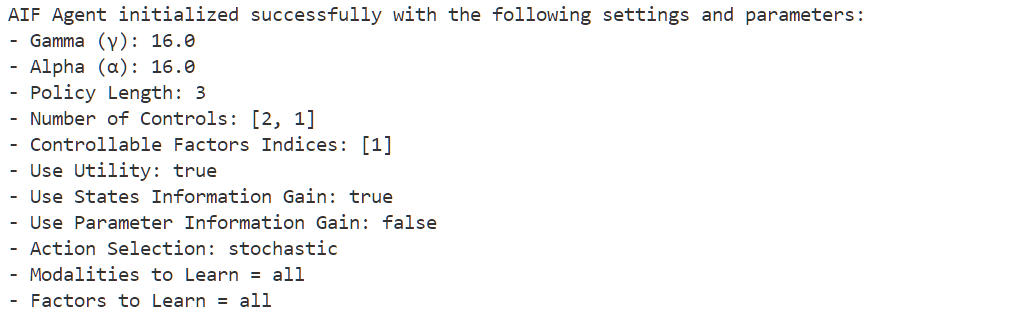 AIF Agent initialized successfully with the following settings and parameters:
- Gamma (γ): 16.0
- Alpha (α): 16.0
- Policy Length: 3
- Number of Controls: [2, 1]
- Controllable Factors Indices: [1]
- Use Utility: true
- Use States Information Gain: true
- Use Parameter Information Gain: false
- Action Selection: stochastic
- Modalities to Learn = all
- Factors to Learn = all